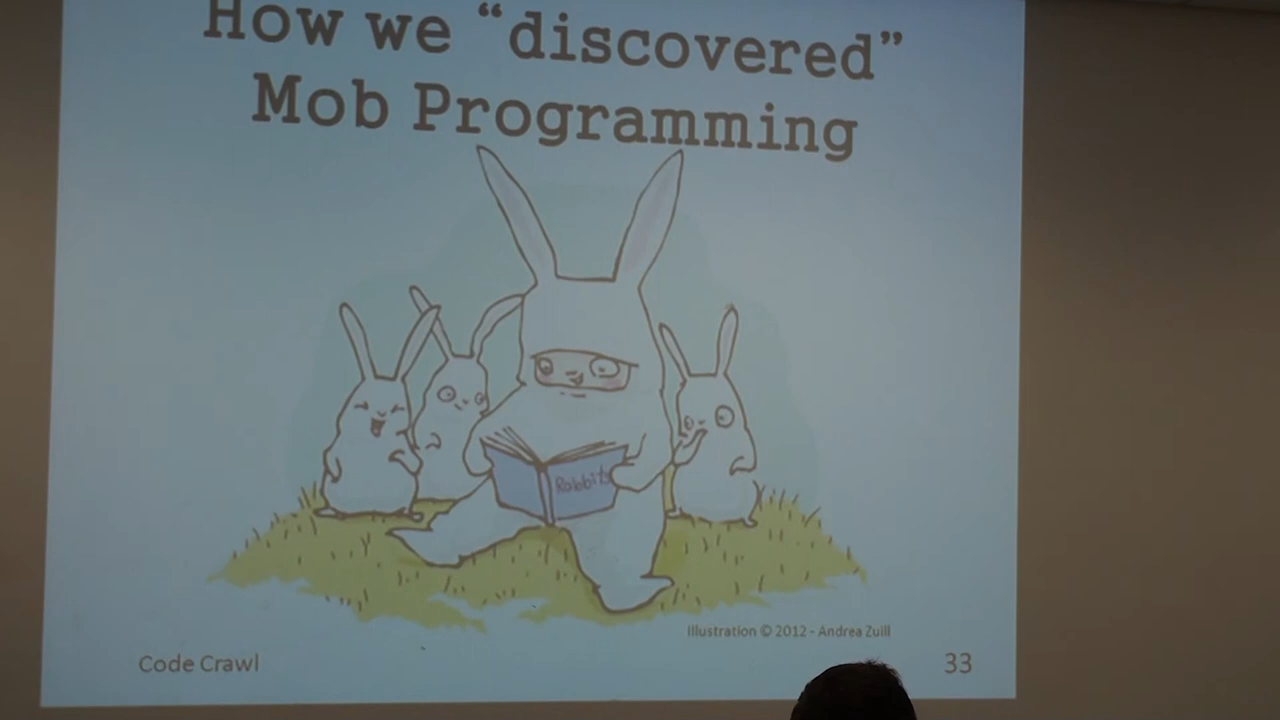 How we “discovered”
Mob Programming
Rabbits
Illustration © 2012 - Andrea Zuill
Code Crawl
33